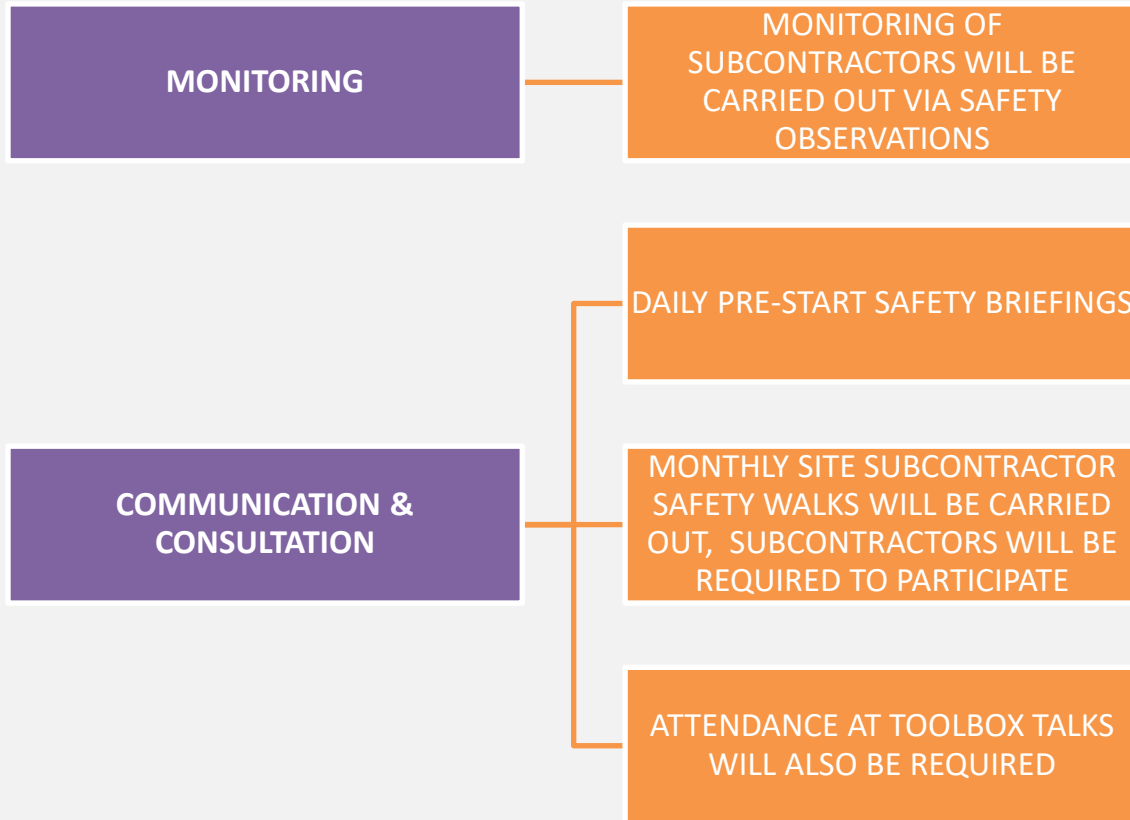 MONITORING
MONITORING OF
SUBCONTRACTORS WILL BE
CARRIED OUT VIA SAFETY
OBSERVATIONS
COMMUNICATION &
CONSULTATION
DAILY PRE-START SAFETY BRIEFINGS
MONTHLY SITE SUBCONTRACTOR
SAFETY WALKS WILL BE CARRIED
OUT, SUBCONTRACTORS WILL BE
REQUIRED TO PARTICIPATE
ATTENDANCE AT TOOLBOX TALKS
WILL ALSO BE REQUIRED